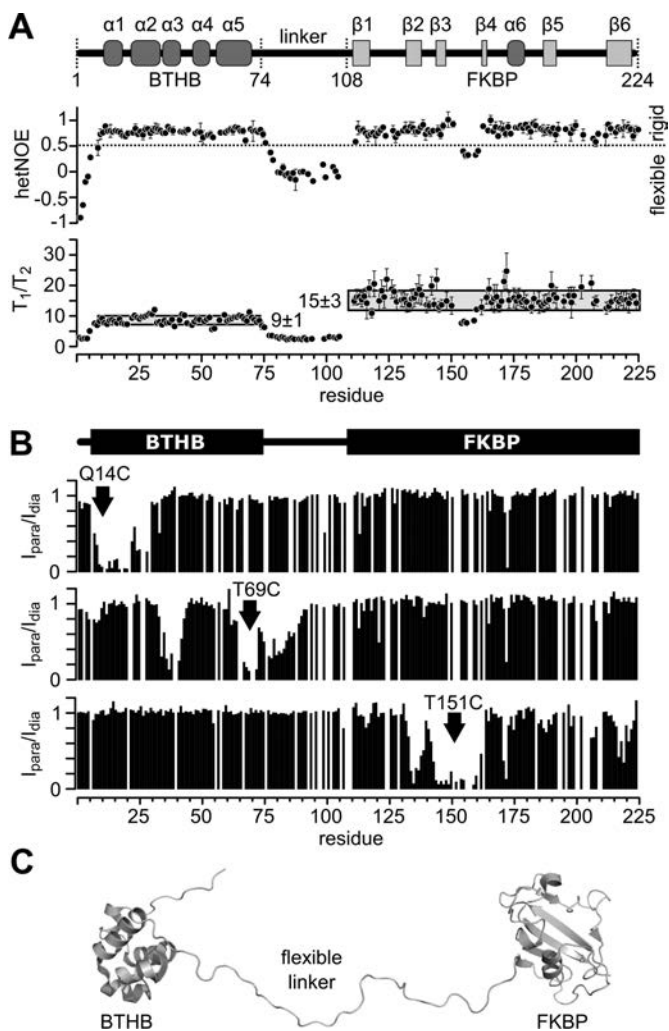 A
α1 α2 α3 α4 α5 linker β1 β2 β3 β4 α6 β5 β6
1 BTHB 74 108 FKBP 224
hetNOE
1
0.5
0
-0.5
-1
rigid
flexible
T1/T2
30
20
10
0
9±1
15±3
1 25 50 75 100 125 150 175 200 225
residue
B
BTHB FKBP
Q14C
Ipara/Idia
1
0
T69C
Ipara/Idia
1
0
T151C
Ipara/Idia
1
0
25 50 75 100 125 150 175 200 225
residue
C
flexible
linker
BTHB FKBP